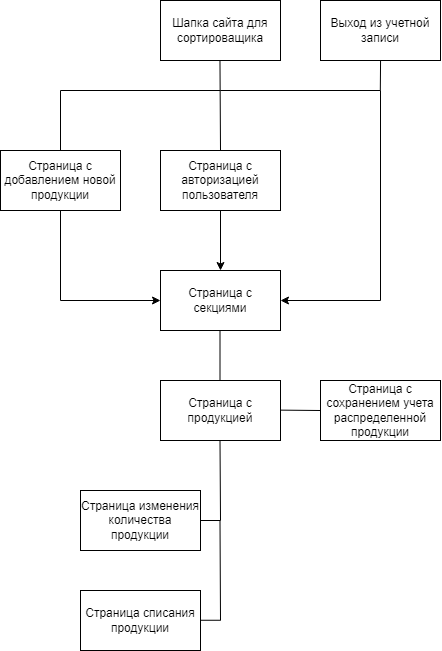 Шапка сайта для
сортироващика
Выход из учетной
записи
Страница с
добавлением новой
продукции
Страница с
авторизацией
пользователя
Страница с
секциями
Страница с
продукцией
Страница с
сохранением учета
распределенной
продукции
Страница изменения
количества
продукции
Страница списания
продукции